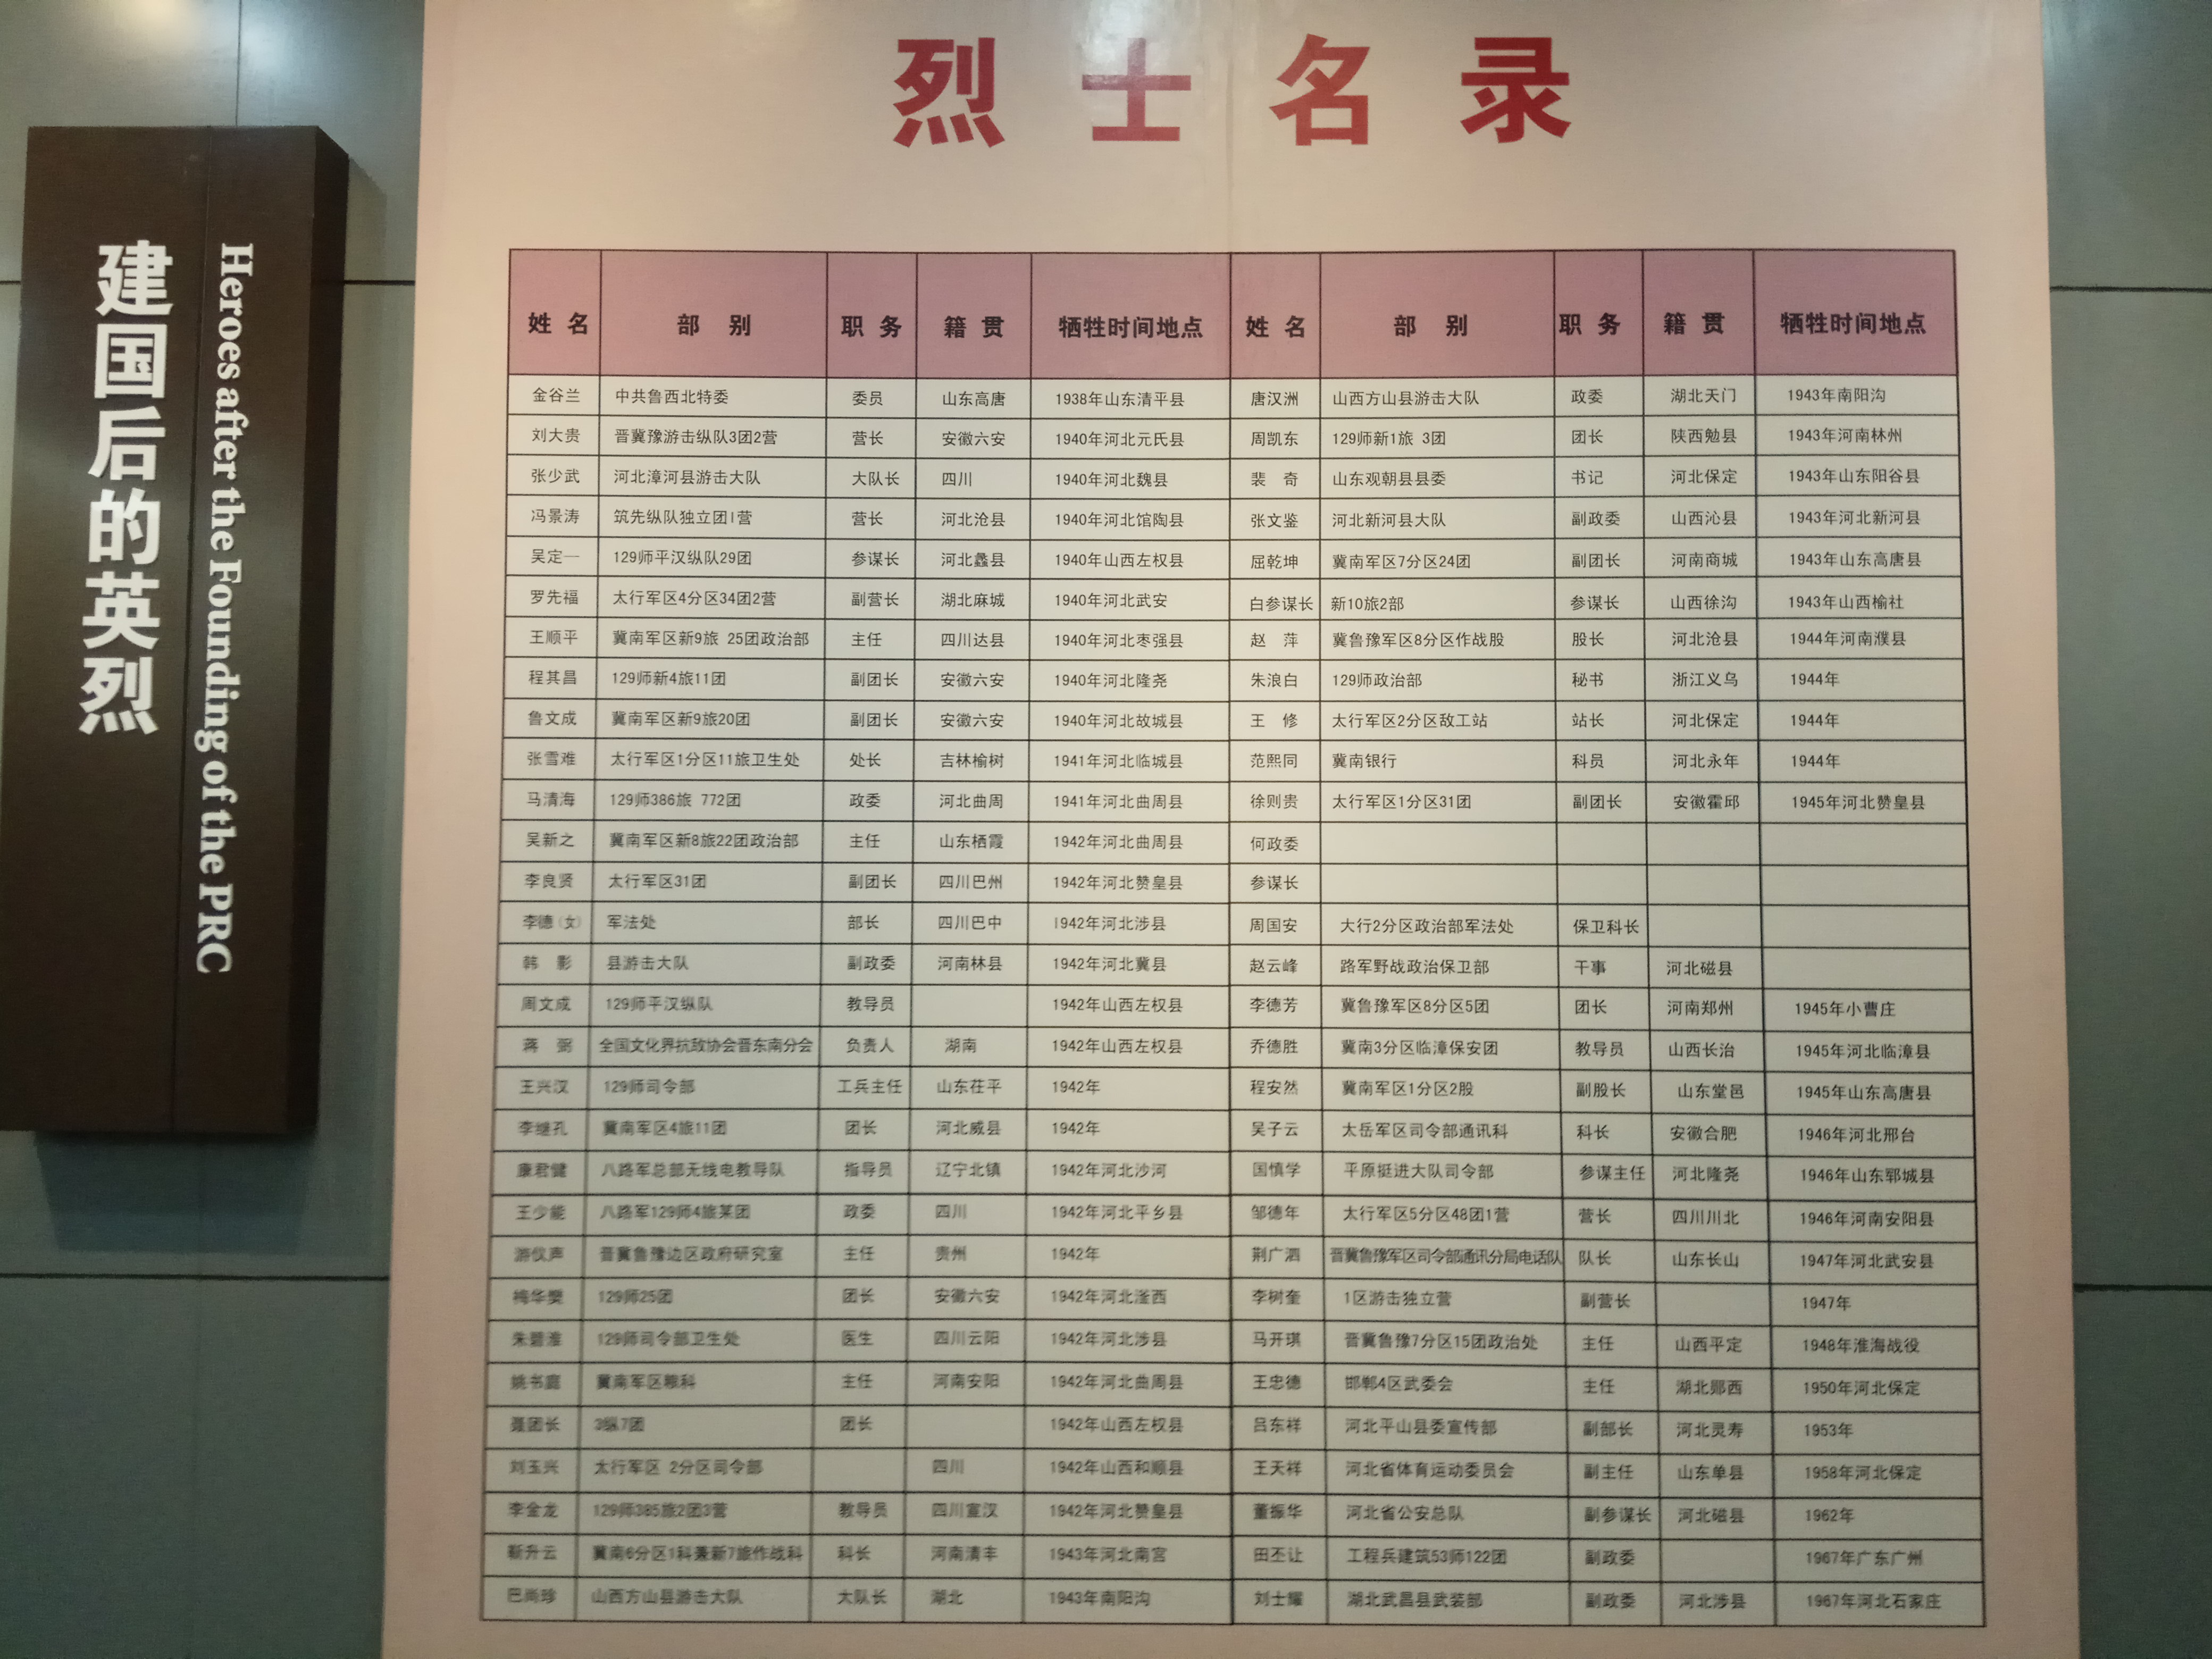 建国后的英烈
Heroes after the Founding of the PRC
烈士名录
姓名 部别 职务 籍贯 牺牲时间地点 姓名 部别 职务 籍贯 牺牲时间地点
金谷兰 中共鲁西北特委 委员 山东高唐 1938年山东清平县 唐汉洲 山西方山县游击大队 政委 湖北天门 1943年南阳沟
刘大贵 晋冀豫游击纵队3团2营 营长 安徽六安 1940年河北元氏县 周凯东 129师新1旅 3团 团长 陕西勉县 1943年河南林州
张少武 河北漳河县游击大队 大队长 四川 1940年河北魏县 裴奇 山东观朝县县委 书记 河北保定 1943年山东阳谷县
冯景涛 筑先纵队独立团1营 营长 河北沧县 1940年河北馆陶县 张文鉴 河北新河县大队 副政委 山西沁县 1943年河北新河县
吴定一 129师平汉纵队29团 参谋长 河北蠡县 1940年山西左权县 屈乾坤 冀南军区7分区24团 副团长 河南商城 1943年山东高唐县
罗先福 太行军区4分区34团2营 副营长 湖北麻城 1940年河北武安 白参谋长 新10旅2部 参谋长 山西徐沟 1943年山西榆社
王顺平 冀南军区新9旅 25团政治部 主任 四川达县 1940年河北枣强县 赵萍 冀鲁豫军区8分区作战股 股长 河北沧县 1944年河南濮县
程其昌 129师新4旅11团 副团长 安徽六安 1940年河北隆尧 朱浪白 129师政治部 秘书 浙江义乌 1944年
鲁文成 冀南军区新9旅20团 副团长 安徽六安 1940年河北故城县 王修 太行军区2分区敌工站 站长 河北保定 1944年
张雪难 太行军区1分区11旅卫生处 处长 吉林榆树 1941年河北临城县 范熙同 冀南银行 科员 河北永年 1944年
马清海 129师386旅 772团 政委 河北曲周 1941年河北曲周县 徐则贵 太行军区1分区31团 副团长 安徽霍邱 1945年河北赞皇县
吴新之 冀南军区新8旅22团政治部 主任 山东栖霞 1942年河北曲周县 何政委
李良贤 太行军区31团 副团长 四川巴州 1942年河北赞皇县 参谋长
李德(女) 军法处 部长 四川巴中 1942年河北涉县 周国安 大行2分区政治部军法处 保卫科长
韩影 县游击大队 副政委 河南林县 1942年河北冀县 赵云峰 路军野战政治保卫部 干事 河北磁县
周文成 129师平汉纵队 教导员 1942年山西左权县 李德芳 冀鲁豫军区8分区5团 团长 河南郑州 1945年小曹庄
蒋弼 全国文化界抗敌协会晋东南分会 负责人 湖南 1942年山西左权县 乔德胜 冀南3分区临漳保安团 教导员 山西长治 1945年河北临漳县
王兴汉 129师司令部 工兵主任 山东茌平 1942年 程安然 冀南军区1分区2股 副股长 山东堂邑 1945年山东高唐县
李继孔 冀南军区4旅11团 团长 河北威县 1942年 吴子云 太岳军区司令部通讯科 科长 安徽合肥 1946年河北邢台
康君健 八路军总部无线电教导队 指导员 辽宁北镇 1942年河北沙河 国慎学 平原挺进大队司令部 参谋主任 河北隆尧 1946年山东郓城县
王少能 八路军129师4旅某团 政委 四川 1942年河北平乡县 邹德年 太行军区5分区48团1营 营长 四川川北 1946年河南安阳县
游仪声 晋冀鲁豫边区政府研究室 主任 贵州 1942年 荆广泗 晋冀鲁豫军区司令部通讯分局电话队 队长 山东长山 1947年河北武安县
梅华樊 129师25团 团长 安徽六安 1942年河北滏西 李树奎 1区游击独立营 副营长 1947年
129师司令部卫生处 医生 四川云阳 1942年河北涉县 马开琪 晋冀鲁豫7分区15团政治处 主任 山西平定 1948年淮海战役
冀南军区粮科 主任 河南安阳 1942年河北曲周县 王忠德 邯郸4区武委会 主任 湖北郧西 1950年河北保定
聂团长 3纵7团 团长 1942年山西左权县 吕东祥 河北平山县委宣传部 副部长 河北灵寿 1953年
刘玉兴 太行军区 2分区司令部 四川 1942年山西和顺县 王天祥 河北省体育运动委员会 副主任 山东单县 1958年河北保定
李金龙 129师385旅2团3营 教导员 四川宣汉 1942年河北赞皇县 董振华 河北省公安总队 副参谋长 河北磁县 1962年
靳升云 冀南6分区1科兼新7旅作战科 科长 河南清丰 1943年河北南宫 田丕让 工程兵建筑53师122团 副政委 1967年广东广州
巴尚珍 山西方山县游击大队 大队长 湖北 1943年南阳沟 刘士耀 湖北武昌县武装部 副政委 河北涉县 1967年河北石家庄